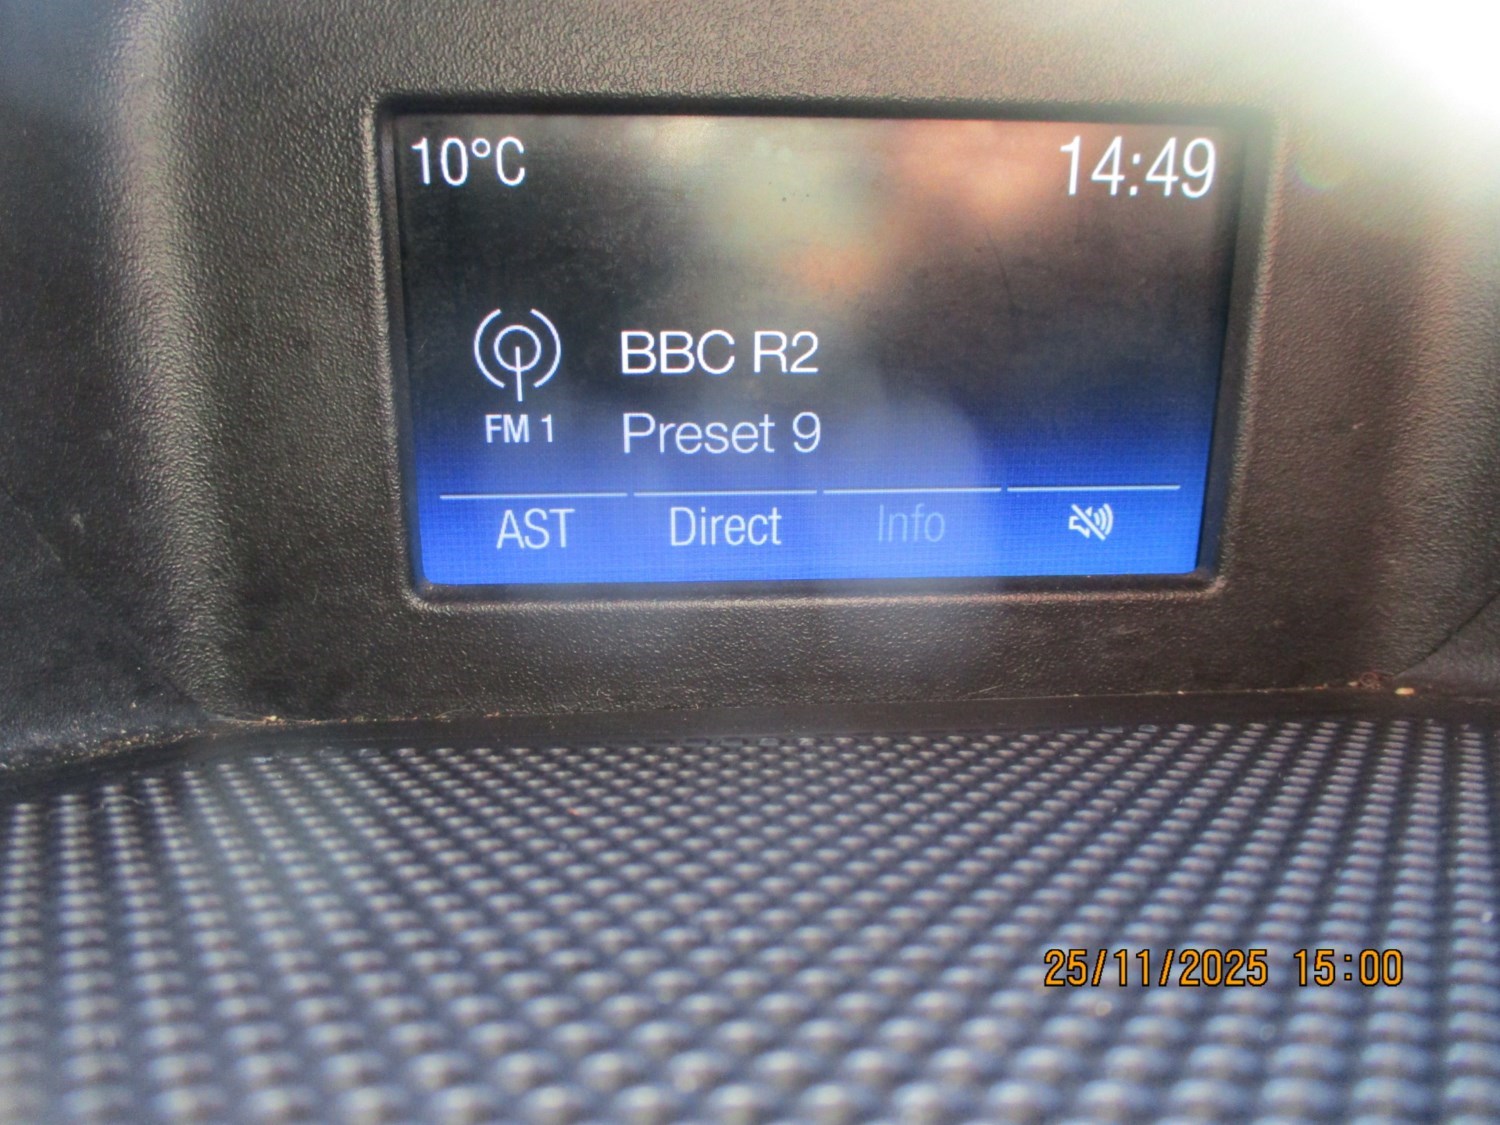 10°C 14:49
BBC R2
FM 1 Preset 9
AST Direct Info
25/11/2025 15:00